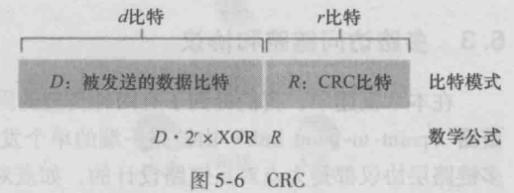 d比特 r比特
D：被发送的数据比特 R：CRC比特 比特模式
D · 2ʳ×XOR R 数学公式
图 5-6 CRC